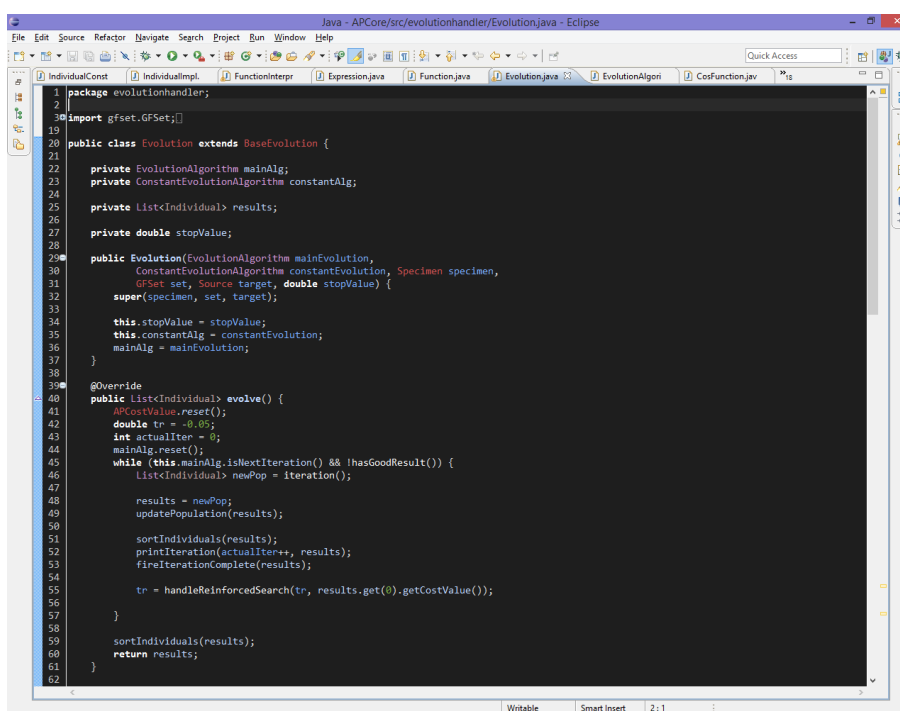 Java - APCore/src/evolutionhandler/Evolution.java - Eclipse
File Edit Source Refactor Navigate Search Project Run Window Help
Quick Access
IndividualConst IndividualImpl. FunctionInterpr Expression.java Function.java Evolution.java EvolutionAlgori CosFunction.jav »18
1 package evolutionhandler;
2
3 import gfset.GFSet;
19
20 public class Evolution extends BaseEvolution {
21
22 private EvolutionAlgorithm mainAlg;
23 private ConstantEvolutionAlgorithm constantAlg;
24
25 private List<Individual> results;
26
27 private double stopValue;
28
29 public Evolution(EvolutionAlgorithm mainEvolution,
30 ConstantEvolutionAlgorithm constantEvolution, Specimen specimen,
31 GFSet set, Source target, double stopValue) {
32 super(specimen, set, target);
33
34 this.stopValue = stopValue;
35 this.constantAlg = constantEvolution;
36 mainAlg = mainEvolution;
37 }
38
39 @Override
40 public List<Individual> evolve() {
41 APCostValue.reset();
42 double tr = -0.05;
43 int actualIter = 0;
44 mainAlg.reset();
45 while (this.mainAlg.isNextIteration() && !hasGoodResult()) {
46 List<Individual> newPop = iteration();
47
48 results = newPop;
49 updatePopulation(results);
50
51 sortIndividuals(results);
52 printIteration(actualIter++, results);
53 fireIterationComplete(results);
54
55 tr = handleReinforcedSearch(tr, results.get(0).getCostValue());
56
57 }
58
59 sortIndividuals(results);
60 return results;
61 }
62
Writable Smart Insert 2 : 1